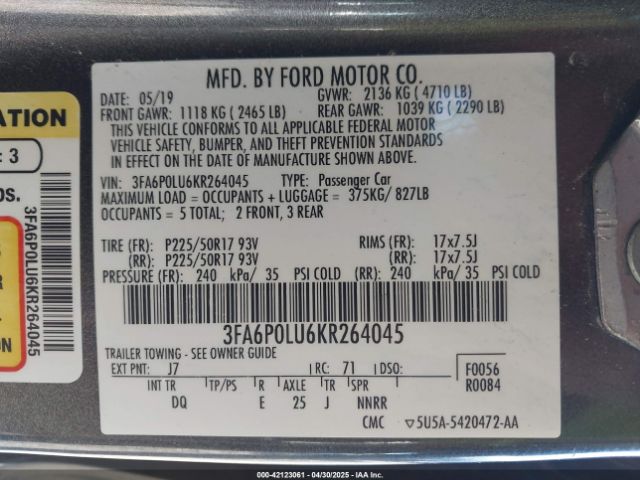 MFD. BY FORD MOTOR CO.
DATE: 05/19 GVWR: 2136 KG ( 4710 LB)
FRONT GAWR: 1118 KG ( 2465 LB) REAR GAWR: 1039 KG ( 2290 LB)
THIS VEHICLE CONFORMS TO ALL APPLICABLE FEDERAL MOTOR
VEHICLE SAFETY, BUMPER, AND THEFT PREVENTION STANDARDS
IN EFFECT ON THE DATE OF MANUFACTURE SHOWN ABOVE.
VIN: 3FA6P0LU6KR264045 TYPE: Passenger Car
MAXIMUM LOAD = OCCUPANTS + LUGGAGE = 375KG/ 827LB
OCCUPANTS = 5 TOTAL; 2 FRONT, 3 REAR
TIRE (FR): P225/50R17 93V RIMS (FR): 17x7.5J
(RR): P225/50R17 93V (RR): 17x7.5J
PRESSURE (FR): 240 kPa/ 35 PSI COLD (RR): 240 kPa/ 35 PSI COLD
3FA6P0LU6KR264045
TRAILER TOWING - SEE OWNER GUIDE
EXT PNT: J7 RC: 71 DSO: F0056
R0084
INT TR TP/PS R AXLE TR SPR
DQ E 25 J NNRR
CMC ▽5U5A-5420472-AA
ATION
: 3
OS.
3FA6P0LU6KR264045
R
ON
000-42123061 - 04/30/2025 - IAA, Inc.